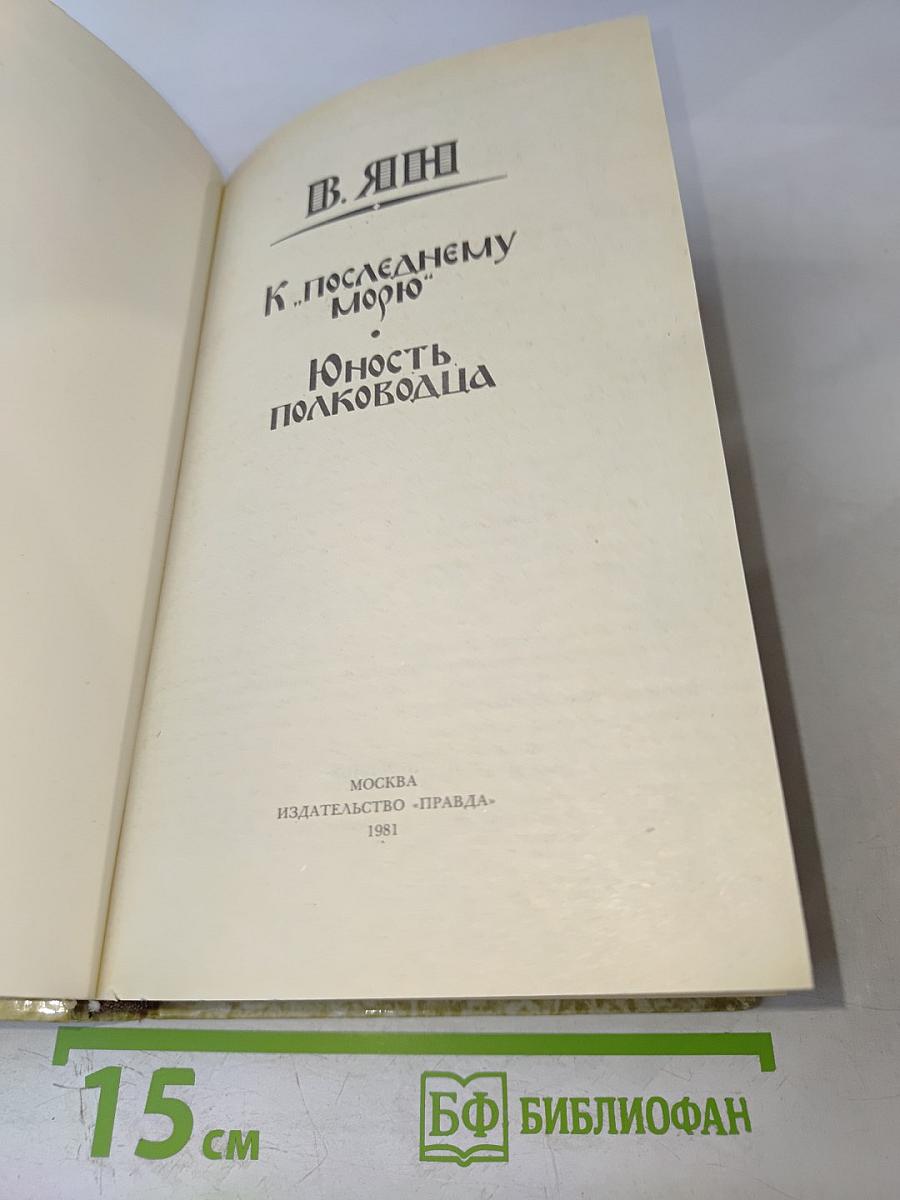 В. ЯН
К „ПОСЛЕДНЕМУ
МОРЮ“
•
ЮНОСТЬ
ПОЛКОВОДЦА
МОСКВА
ИЗДАТЕЛЬСТВО «ПРАВДА»
1981
15 см
БФ БИБЛИОФАН